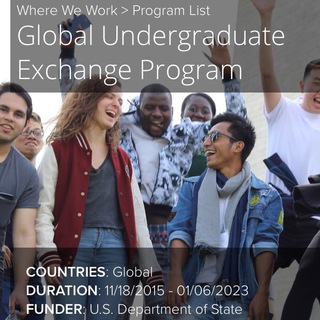 Where We Work > Program List
Global Undergraduate
Exchange Program
COUNTRIES: Global
DURATION: 11/18/2015 - 01/06/2023
FUNDER: U.S. Department of State